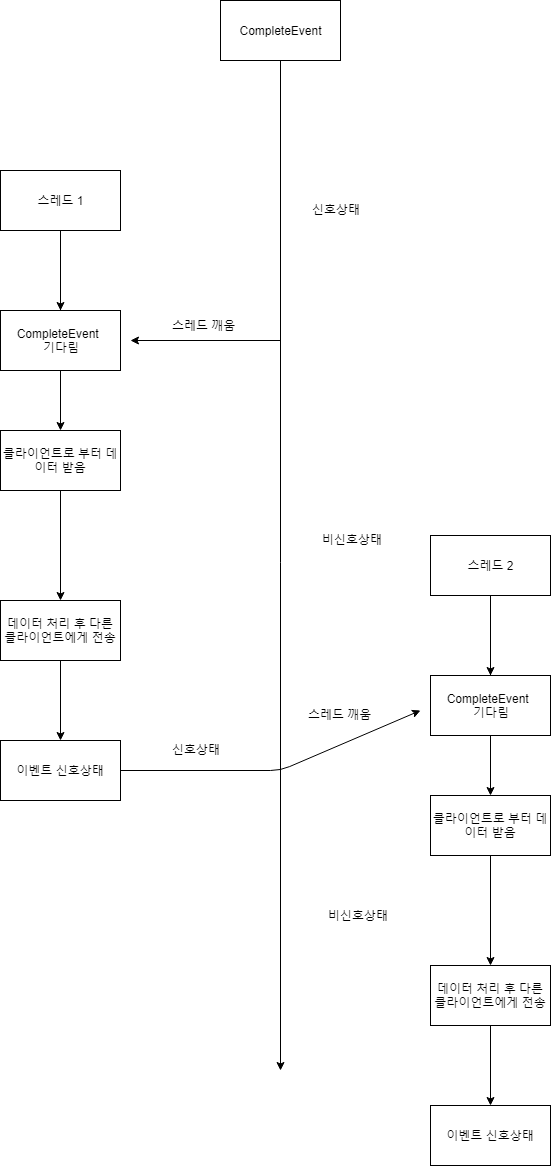 CompleteEvent
스레드 1
신호상태
CompleteEvent
기다림
스레드 깨움
클라이언트로 부터 데
이터 받음
비신호상태
스레드 2
데이터 처리 후 다른
클라이언트에게 전송
CompleteEvent
기다림
스레드 깨움
신호상태
이벤트 신호상태
클라이언트로 부터 데
이터 받음
비신호상태
데이터 처리 후 다른
클라이언트에게 전송
이벤트 신호상태